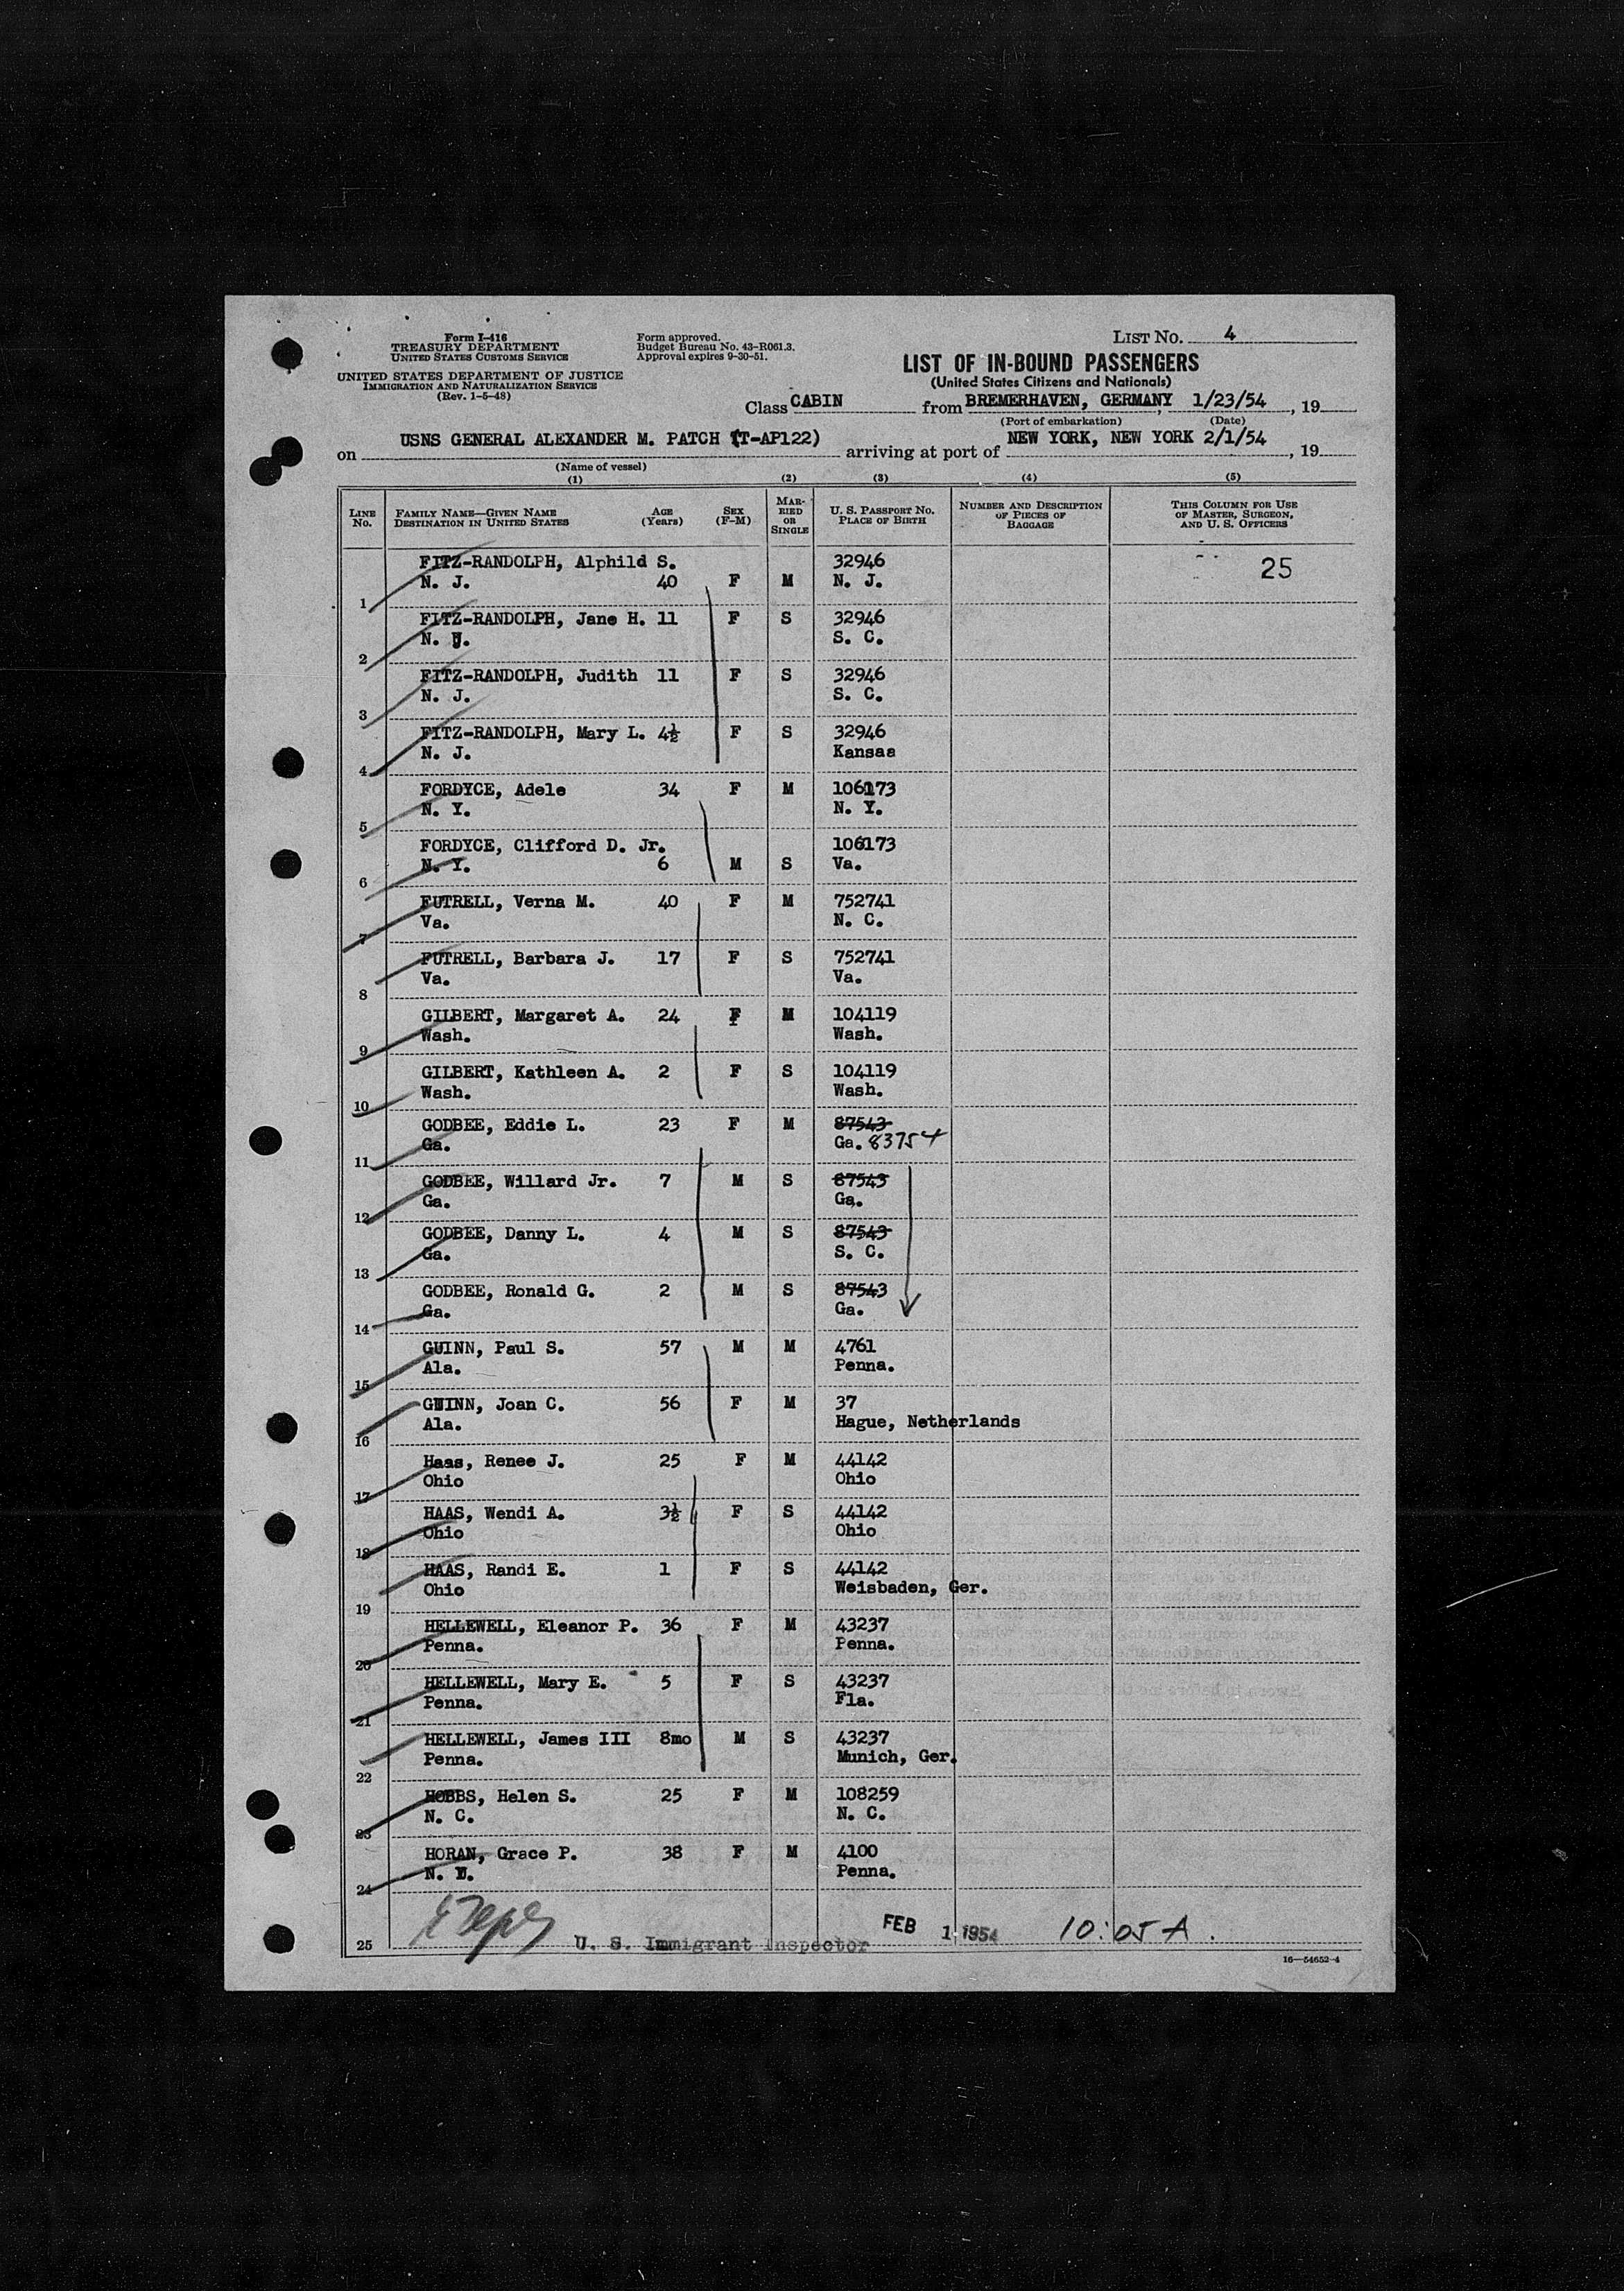 Form I-416
TREASURY DEPARTMENT
UNITED STATES CUSTOMS SERVICE
UNITED STATES DEPARTMENT OF JUSTICE
IMMIGRATION AND NATURALIZATION SERVICE
(Rev. 1-5-48)
Form approved.
Budget Bureau No. 43-R061.3.
Approval expires 9-30-51.
LIST NO. 4
LIST OF IN-BOUND PASSENGERS
(United States Citizens and Nationals)
Class CABIN from BREMERHAVEN, GERMANY, 1/23/54, 19
(Port of embarkation) (Date)
on USNS GENERAL ALEXANDER M. PATCH (T-AP122) arriving at port of NEW YORK, NEW YORK 2/1/54, 19
(Name of vessel)
(1) (2) (3) (4) (5)
LINE NO. FAMILY NAME—GIVEN NAME DESTINATION IN UNITED STATES AGE (Years) SEX (F-M) MARRIED OR SINGLE U. S. PASSPORT NO. PLACE OF BIRTH NUMBER AND DESCRIPTION OF PIECES OF BAGGAGE THIS COLUMN FOR USE OF MASTER, SURGEON, AND U. S. OFFICERS
FITZ-RANDOLPH, Alphild S. 32946 25
1 N. J. 40 F M N. J.
FITZ-RANDOLPH, Jane H. 11 F S 32946
2 N. J. S. C.
FITZ-RANDOLPH, Judith 11 F S 32946
3 N. J. S. C.
FITZ-RANDOLPH, Mary L. 4½ F S 32946
4 N. J. Kansas
FORDYCE, Adele 34 F M 106173
5 N. Y. N. Y.
FORDYCE, Clifford D. Jr. 106173
6 N. Y. 6 M S Va.
FUTRELL, Verna M. 40 F M 752741
7 Va. N. C.
FUTRELL, Barbara J. 17 F S 752741
8 Va. Va.
GILBERT, Margaret A. 24 F M 104119
9 Wash. Wash.
GILBERT, Kathleen A. 2 F S 104119
10 Wash. Wash.
GODBEE, Eddie L. 23 F M 87543
11 Ga. Ga. 83754
GODBEE, Willard Jr. 7 M S 87543
12 Ga. Ga.
GODBEE, Danny L. 4 M S 87543
13 Ga. S. C.
GODBEE, Ronald G. 2 M S 87543
14 Ga. Ga.
GUINN, Paul S. 57 M M 4761
15 Ala. Penna.
GUINN, Joan C. 56 F M 37
16 Ala. Hague, Netherlands
Haas, Renee J. 25 F M 44142
17 Ohio Ohio
HAAS, Wendi A. 3½ F S 44142
18 Ohio Ohio
HAAS, Randi E. 1 F S 44142
19 Ohio Weisbaden, Ger.
HELLEWELL, Eleanor P. 36 F M 43237
20 Penna. Penna.
HELLEWELL, Mary E. 5 F S 43237
21 Penna. Fla.
HELLEWELL, James III 8mo M S 43237
22 Penna. Munich, Ger.
HOBBS, Helen S. 25 F M 108259
23 N. C. N. C.
HORAN, Grace P. 38 F M 4100
24 N. Penna.
25 U. S. Immigrant Inspector FEB 1 1954 10:05 A.
16—54652-4